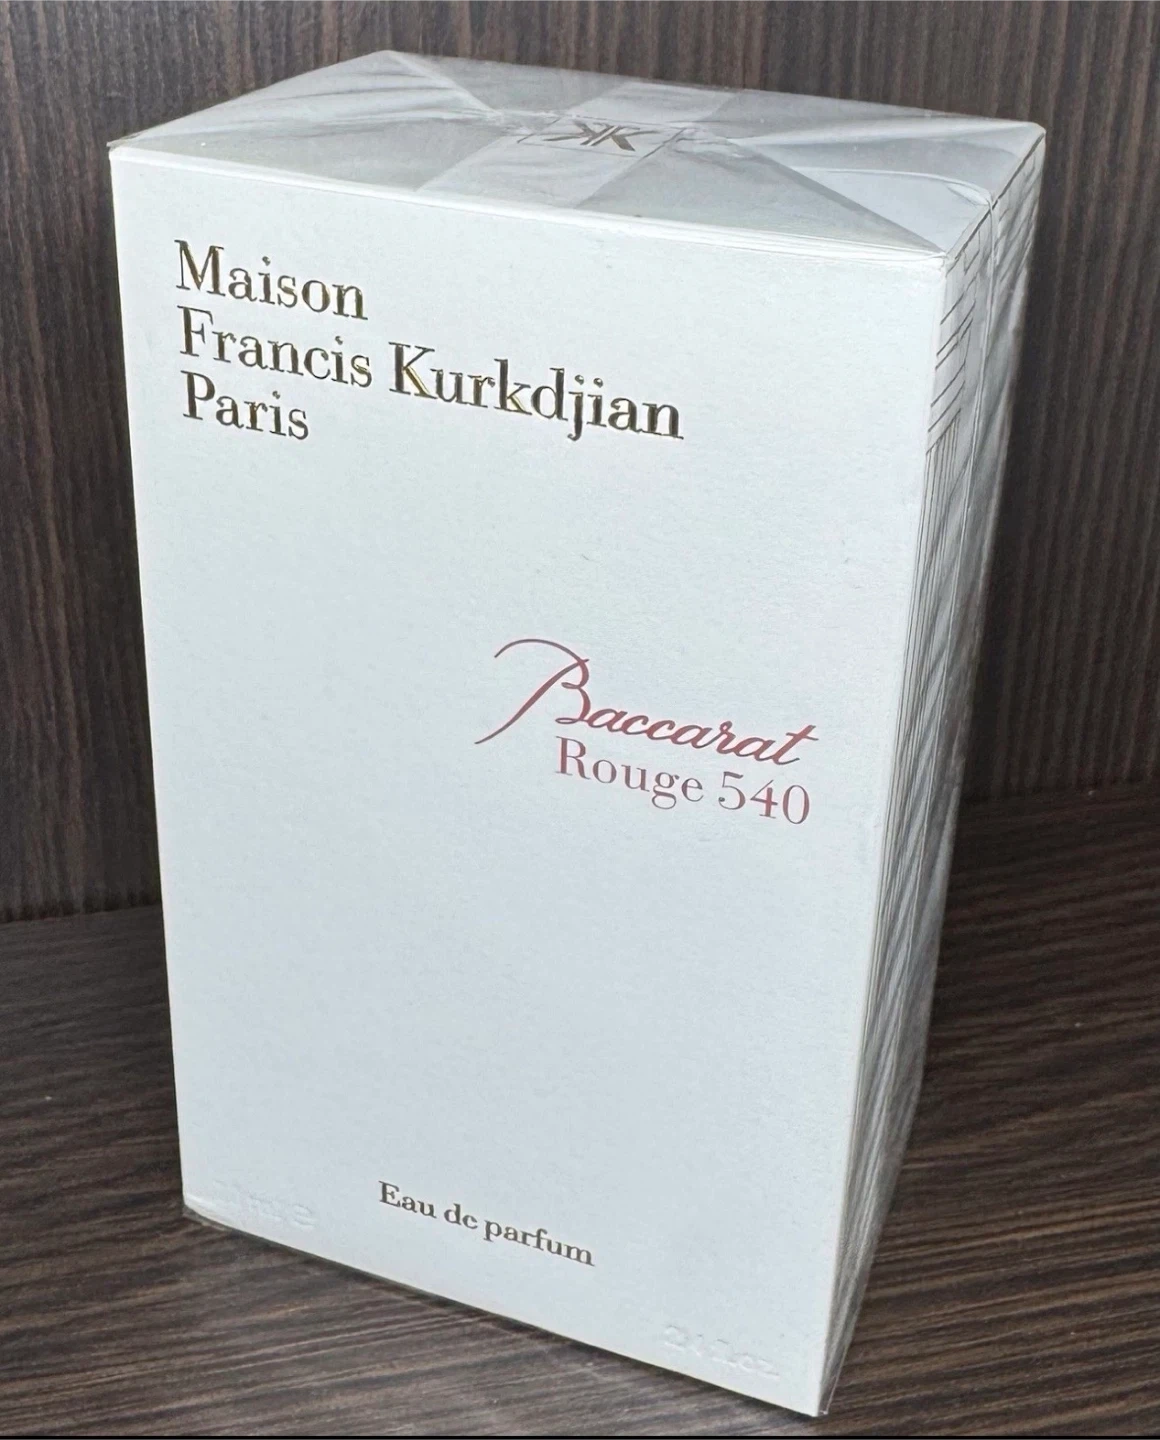 Maison
Francis Kurkdjian
Paris
Baccarat
Rouge 540
Eau de parfum